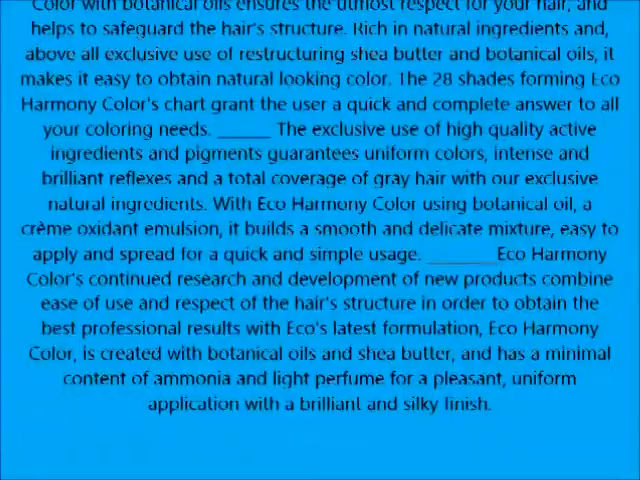 Color with botanical oils ensures the utmost respect for your hair, and
helps to safeguard the hair's structure. Rich in natural ingredients and,
above all exclusive use of restructuring shea butter and botanical oils, it
makes it easy to obtain natural looking color. The 28 shades forming Eco
Harmony Color's chart grant the user a quick and complete answer to all
your coloring needs. ______ The exclusive use of high quality active
ingredients and pigments guarantees uniform colors, intense and
brilliant reflexes and a total coverage of gray hair with our exclusive
natural ingredients. With Eco Harmony Color using botanical oil, a
crème oxidant emulsion, it builds a smooth and delicate mixture, easy to
apply and spread for a quick and simple usage. ________Eco Harmony
Color's continued research and development of new products combine
ease of use and respect of the hair's structure in order to obtain the
best professional results with Eco's latest formulation, Eco Harmony
Color, is created with botanical oils and shea butter, and has a minimal
content of ammonia and light perfume for a pleasant, uniform
application with a brilliant and silky finish.